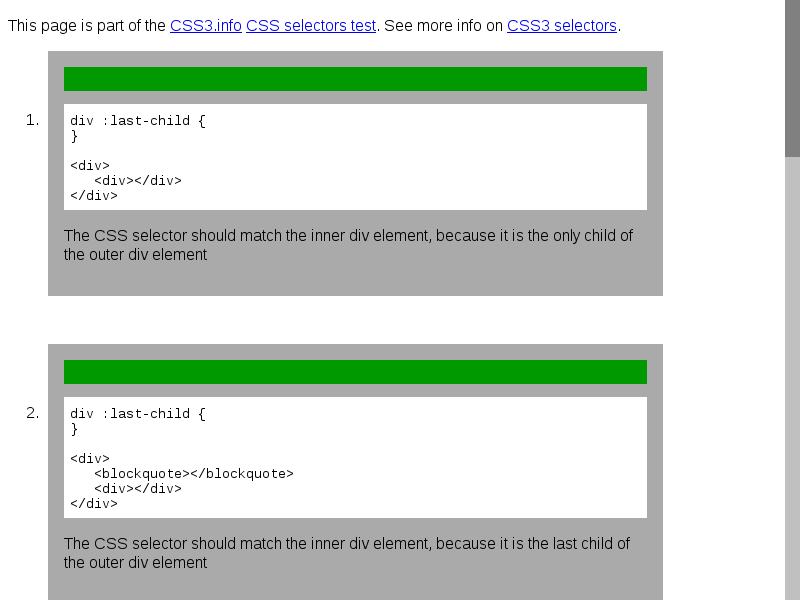 This page is part of the CSS3.info CSS selectors test. See more info on CSS3 selectors.
1.
div :last-child {
}
<div>
   <div></div>
</div>
The CSS selector should match the inner div element, because it is the only child of
the outer div element
2.
div :last-child {
}
<div>
   <blockquote></blockquote>
   <div></div>
</div>
The CSS selector should match the inner div element, because it is the last child of
the outer div element